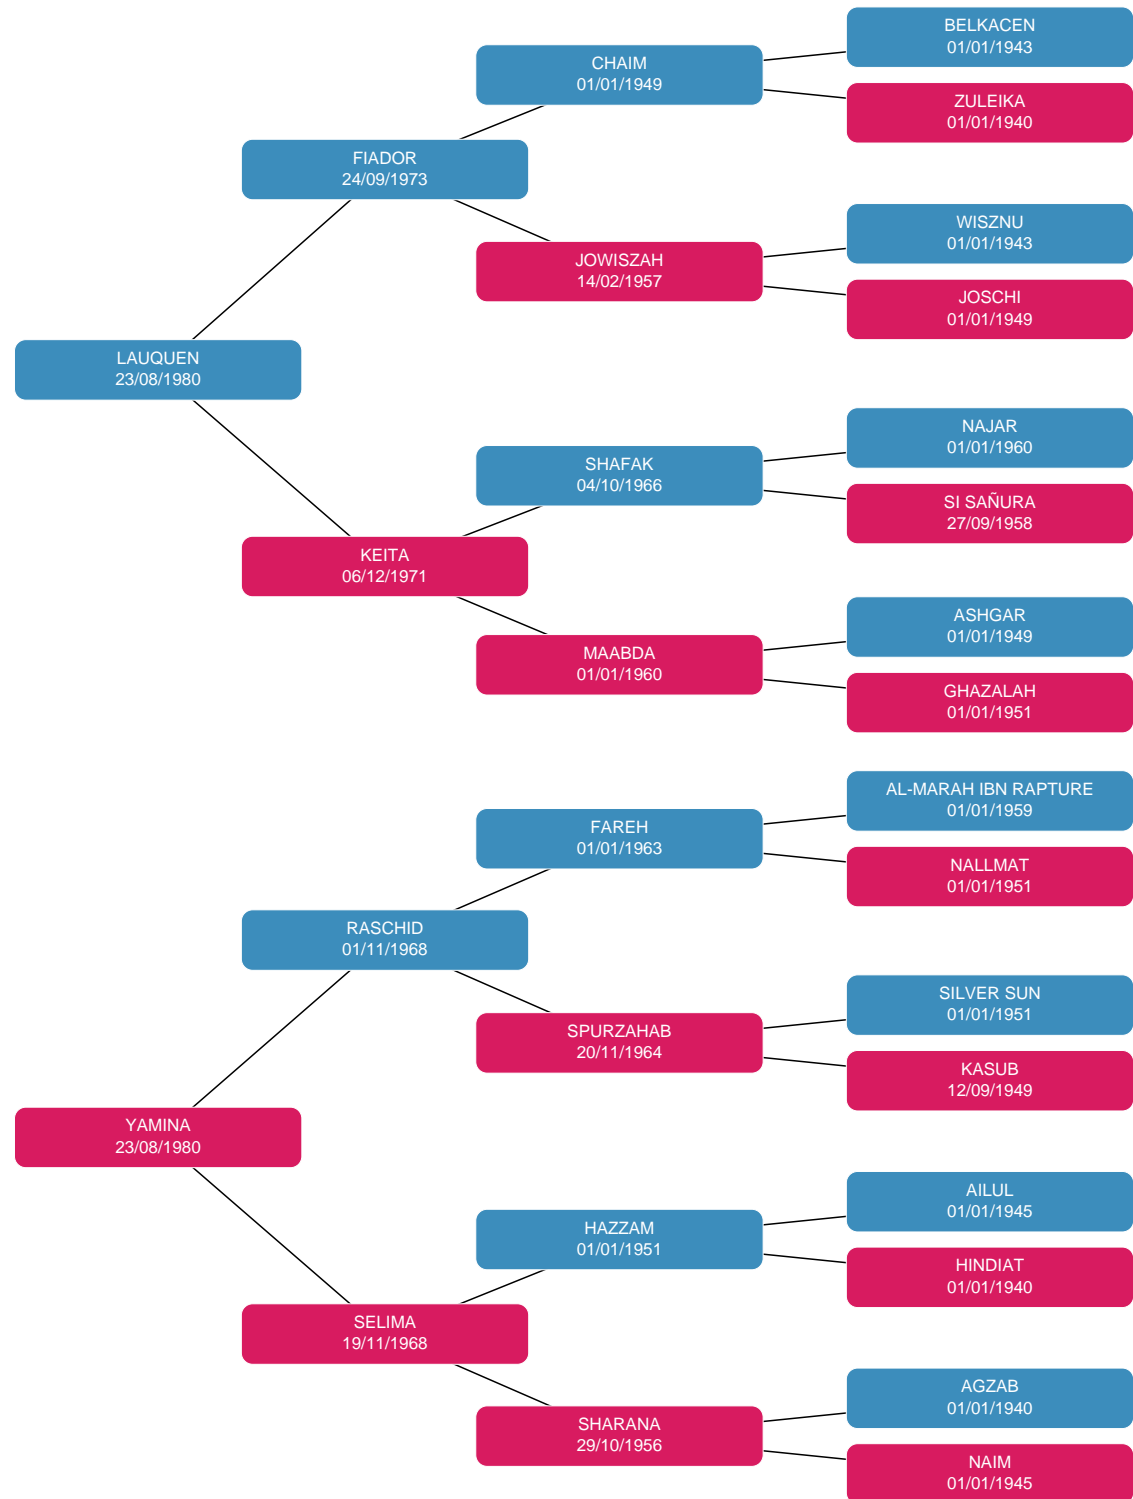 BELKACEN
01/01/1943
CHAIM
01/01/1949
ZULEIKA
01/01/1940
FIADOR
24/09/1973
WISZNU
01/01/1943
JOWISZAH
14/02/1957
JOSCHI
01/01/1949
LAUQUEN
23/08/1980
NAJAR
01/01/1960
SHAFAK
04/10/1966
SI SAÑURA
27/09/1958
KEITA
06/12/1971
ASHGAR
01/01/1949
MAABDA
01/01/1960
GHAZALAH
01/01/1951
AL-MARAH IBN RAPTURE
01/01/1959
FAREH
01/01/1963
NALLMAT
01/01/1951
RASCHID
01/11/1968
SILVER SUN
01/01/1951
SPURZAHAB
20/11/1964
KASUB
12/09/1949
YAMINA
23/08/1980
AILUL
01/01/1945
HAZZAM
01/01/1951
HINDIAT
01/01/1940
SELIMA
19/11/1968
AGZAB
01/01/1940
SHARANA
29/10/1956
NAIM
01/01/1945